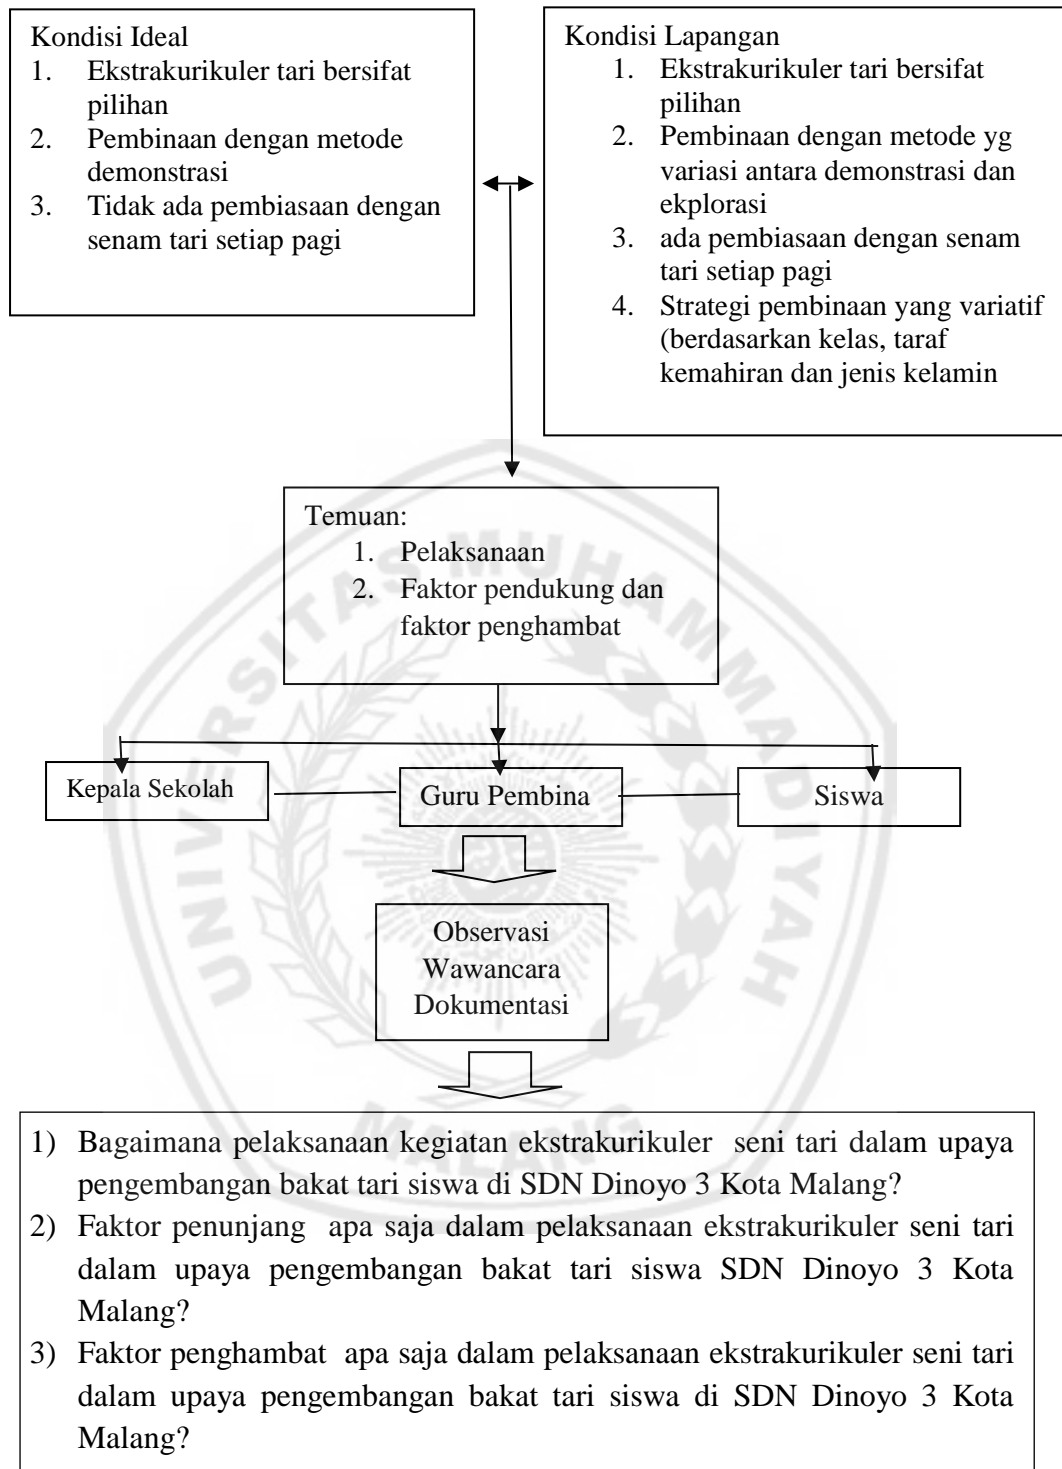 Kondisi Ideal
1. Ekstrakurikuler tari bersifat
pilihan
2. Pembinaan dengan metode
demonstrasi
3. Tidak ada pembiasaan dengan
senam tari setiap pagi
Kondisi Lapangan
1. Ekstrakurikuler tari bersifat
pilihan
2. Pembinaan dengan metode yg
variasi antara demonstrasi dan
ekplorasi
3. ada pembiasaan dengan senam
tari setiap pagi
4. Strategi pembinaan yang variatif
(berdasarkan kelas, taraf
kemahiran dan jenis kelamin
Temuan:
1. Pelaksanaan
2. Faktor pendukung dan
faktor penghambat
Kepala Sekolah
Guru Pembina
Siswa
Observasi
Wawancara
Dokumentasi
1) Bagaimana pelaksanaan kegiatan ekstrakurikuler seni tari dalam upaya
pengembangan bakat tari siswa di SDN Dinoyo 3 Kota Malang?
2) Faktor penunjang apa saja dalam pelaksanaan ekstrakurikuler seni tari
dalam upaya pengembangan bakat tari siswa SDN Dinoyo 3 Kota
Malang?
3) Faktor penghambat apa saja dalam pelaksanaan ekstrakurikuler seni tari
dalam upaya pengembangan bakat tari siswa di SDN Dinoyo 3 Kota
Malang?
UNIVERSITAS MUHAMMADIYAH
MALANG